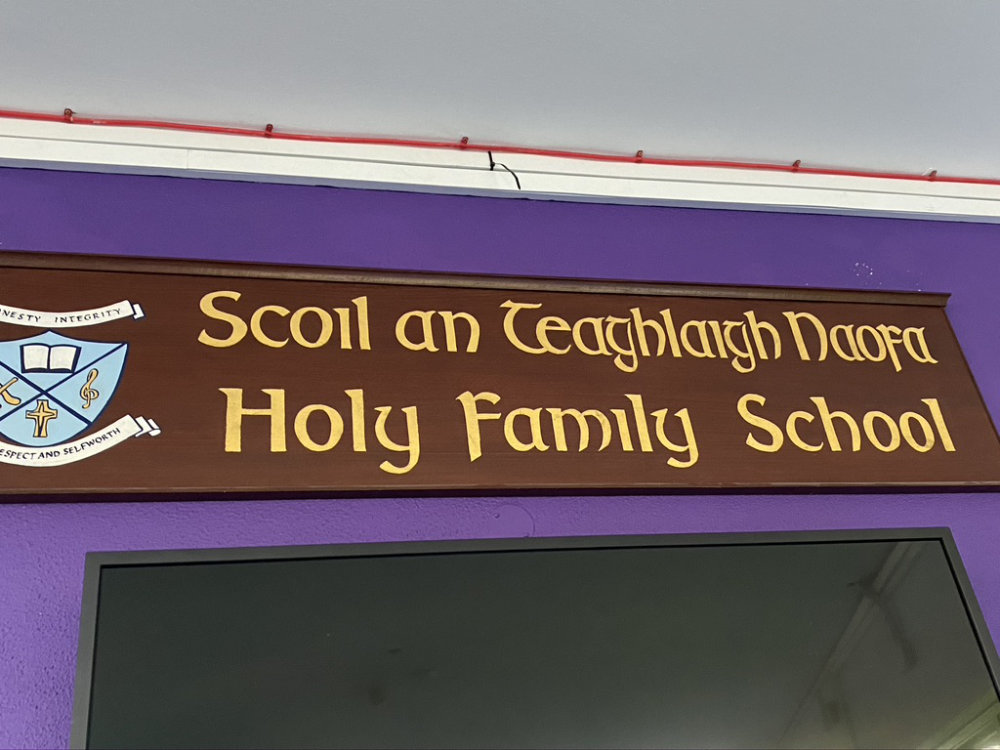 INTEGRITY
Scoil an Teaghlaigh Naofa
Holy Family School
AND SELFWORTH